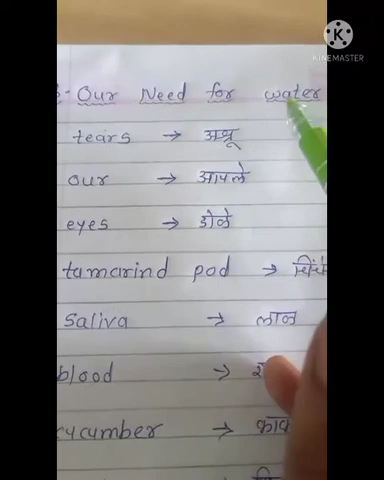 KINEMASTER
Our Need for water
tears → अश्रू
our → आपले
eyes → डोळे
tamarind pod →
saliva → लाळ
blood →
cucumber →